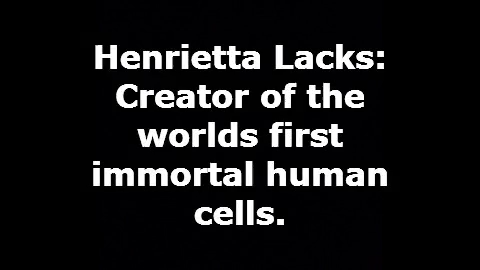 Henrietta Lacks:
Creator of the
worlds first
immortal human
cells.